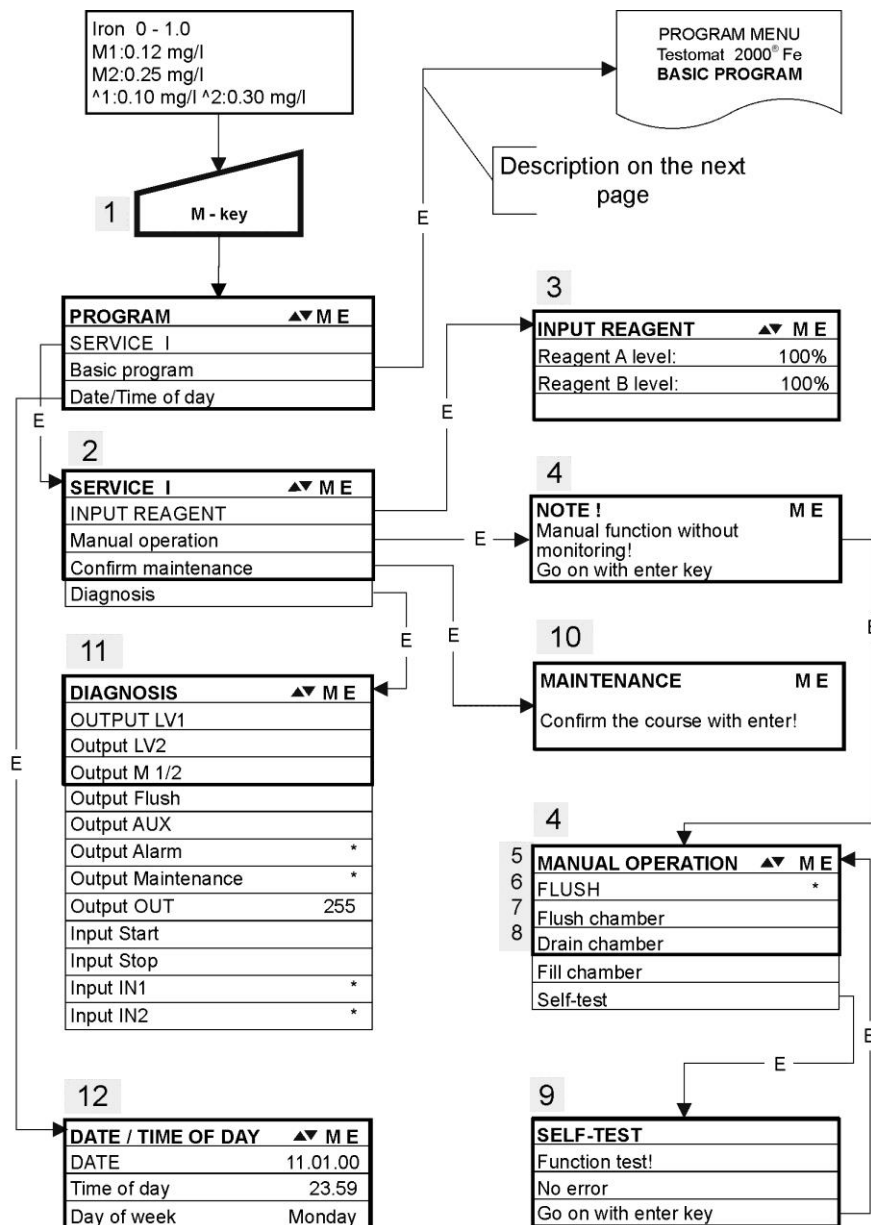 Iron 0 - 1.0
M1:0.12 mg/l
M2:0.25 mg/l
^1:0.10 mg/l ^2:0.30 mg/l
PROGRAM MENU
Testomat 2000® Fe
BASIC PROGRAM
Description on the next
page
1
M - key
E
PROGRAM ▲▼ M E
SERVICE I
Basic program
Date/Time of day
E
3
INPUT REAGENT ▲▼ M E
Reagent A level: 100%
Reagent B level: 100%
E
2
SERVICE I ▲▼ M E
INPUT REAGENT
Manual operation
Confirm maintenance
Diagnosis
E
4
NOTE ! M E
Manual function without
monitoring!
Go on with enter key
E
E
E
10
MAINTENANCE M E
Confirm the course with enter!
11
DIAGNOSIS ▲▼ M E
OUTPUT LV1
Output LV2
Output M 1/2
Output Flush
Output AUX
Output Alarm *
Output Maintenance *
Output OUT 255
Input Start
Input Stop
Input IN1 *
Input IN2 *
E
4
5
6
7
8
MANUAL OPERATION ▲▼ M E
FLUSH *
Flush chamber
Drain chamber
Fill chamber
Self-test
E
E
9
SELF-TEST
Function test!
No error
Go on with enter key
12
DATE / TIME OF DAY ▲▼ M E
DATE 11.01.00
Time of day 23.59
Day of week Monday